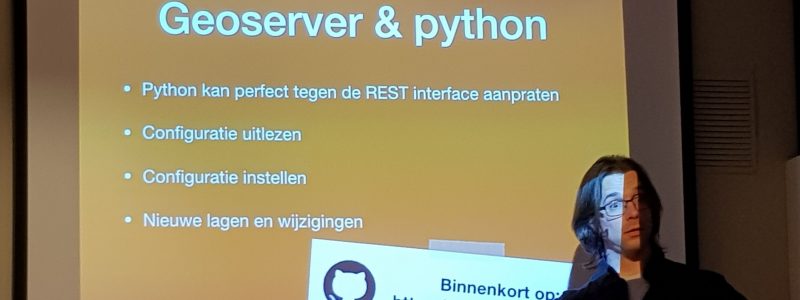 Geoserver & python
• Python kan perfect tegen de REST interface aanpraten
• Configuratie uitlezen
• Configuratie instellen
• Nieuwe lagen en wijzigingen
Binnenkort op: